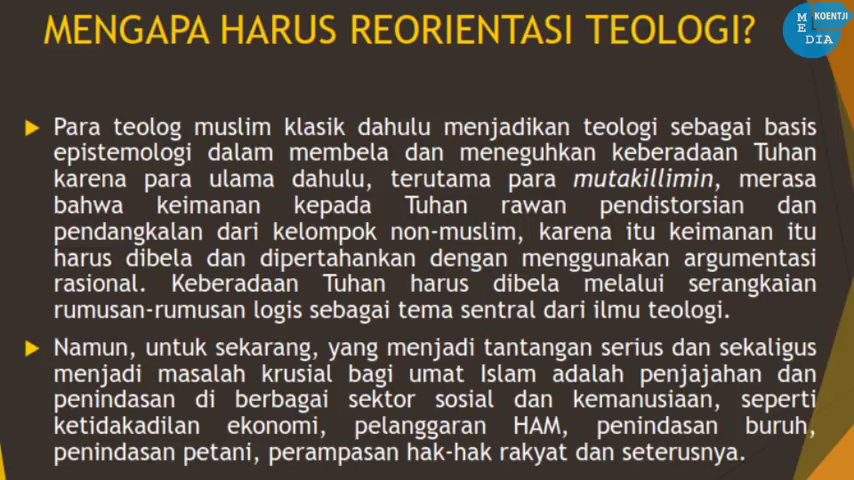 MENGAPA HARUS REORIENTASI TEOLOGI?
M KOENTJI
E
DIA
Para teolog muslim klasik dahulu menjadikan teologi sebagai basis
epistemologi dalam membela dan meneguhkan keberadaan Tuhan
karena para ulama dahulu, terutama para mutakillimin, merasa
bahwa keimanan kepada Tuhan rawan pendistorsian dan
pendangkalan dari kelompok non-muslim, karena itu keimanan itu
harus dibela dan dipertahankan dengan menggunakan argumentasi
rasional. Keberadaan Tuhan harus dibela melalui serangkaian
rumusan-rumusan logis sebagai tema sentral dari ilmu teologi.
Namun, untuk sekarang, yang menjadi tantangan serius dan sekaligus
menjadi masalah krusial bagi umat Islam adalah penjajahan dan
penindasan di berbagai sektor sosial dan kemanusiaan, seperti
ketidakadilan ekonomi, pelanggaran HAM, penindasan buruh,
penindasan petani, perampasan hak-hak rakyat dan seterusnya.